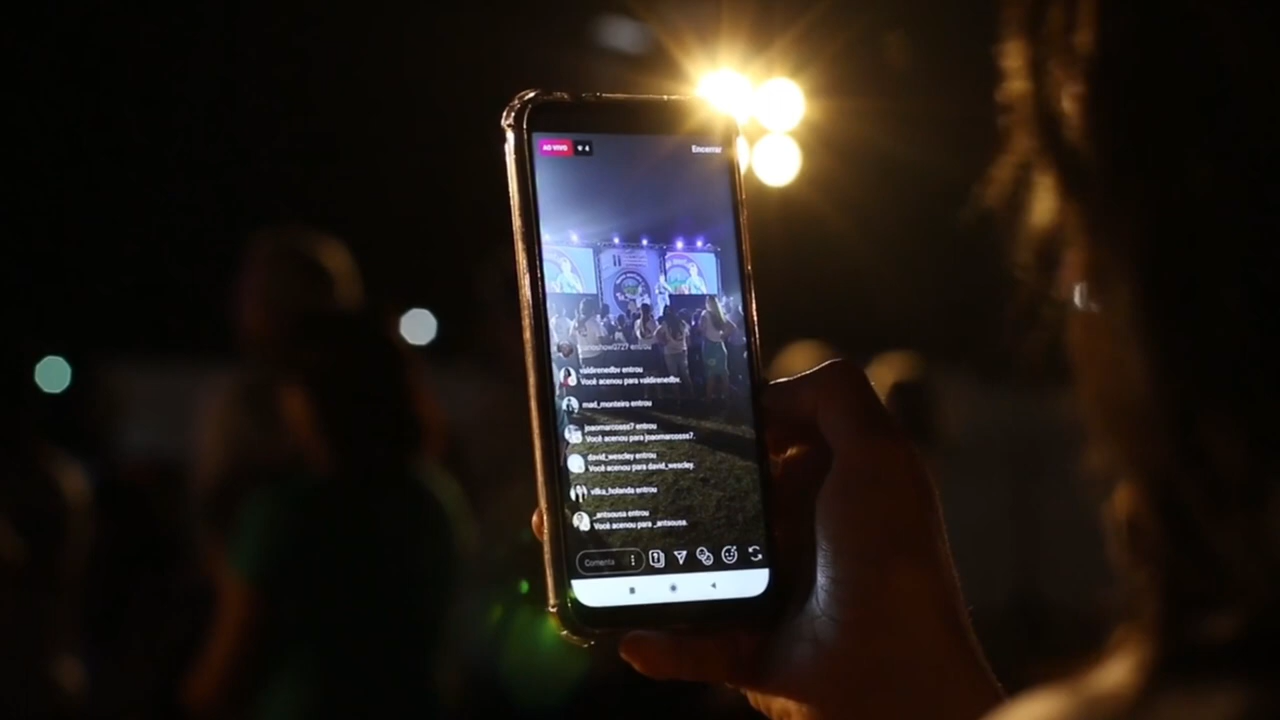 AO VIVO 4 Encerrar
entrou
valdirenedbv entrou
Você acenou para valdirenedbv.
mad_monteiro entrou
joaomarcosss7 entrou
Você acenou para joaomarcosss7.
david_wescley entrou
Você acenou para david_wescley.
vilka_holanda entrou
_antsousa entrou
Você acenou para _antsousa.
Comenta